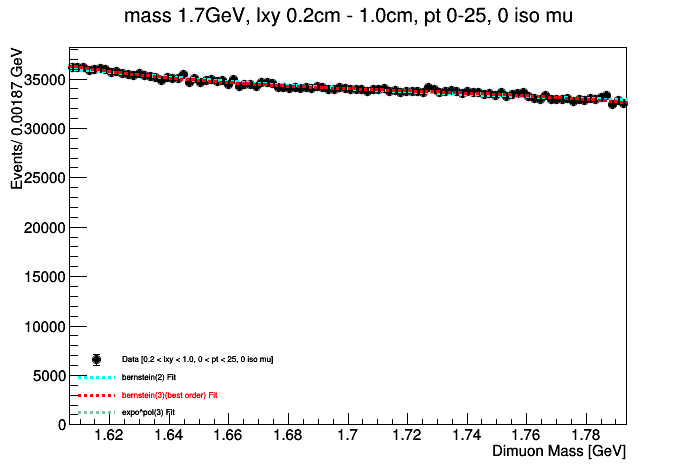 mass 1.7GeV, lxy 0.2cm - 1.0cm, pt 0-25, 0 iso mu
Events/ 0.00187 GeV
35000
30000
25000
20000
15000
10000
5000
0
Data [0.2 < lxy < 1.0, 0 < pt < 25, 0 iso mu]
bernstein(2) Fit
bernstein(3)(best order) Fit
expo^pol(3) Fit
1.62 1.64 1.66 1.68 1.7 1.72 1.74 1.76 1.78
Dimuon Mass [GeV]